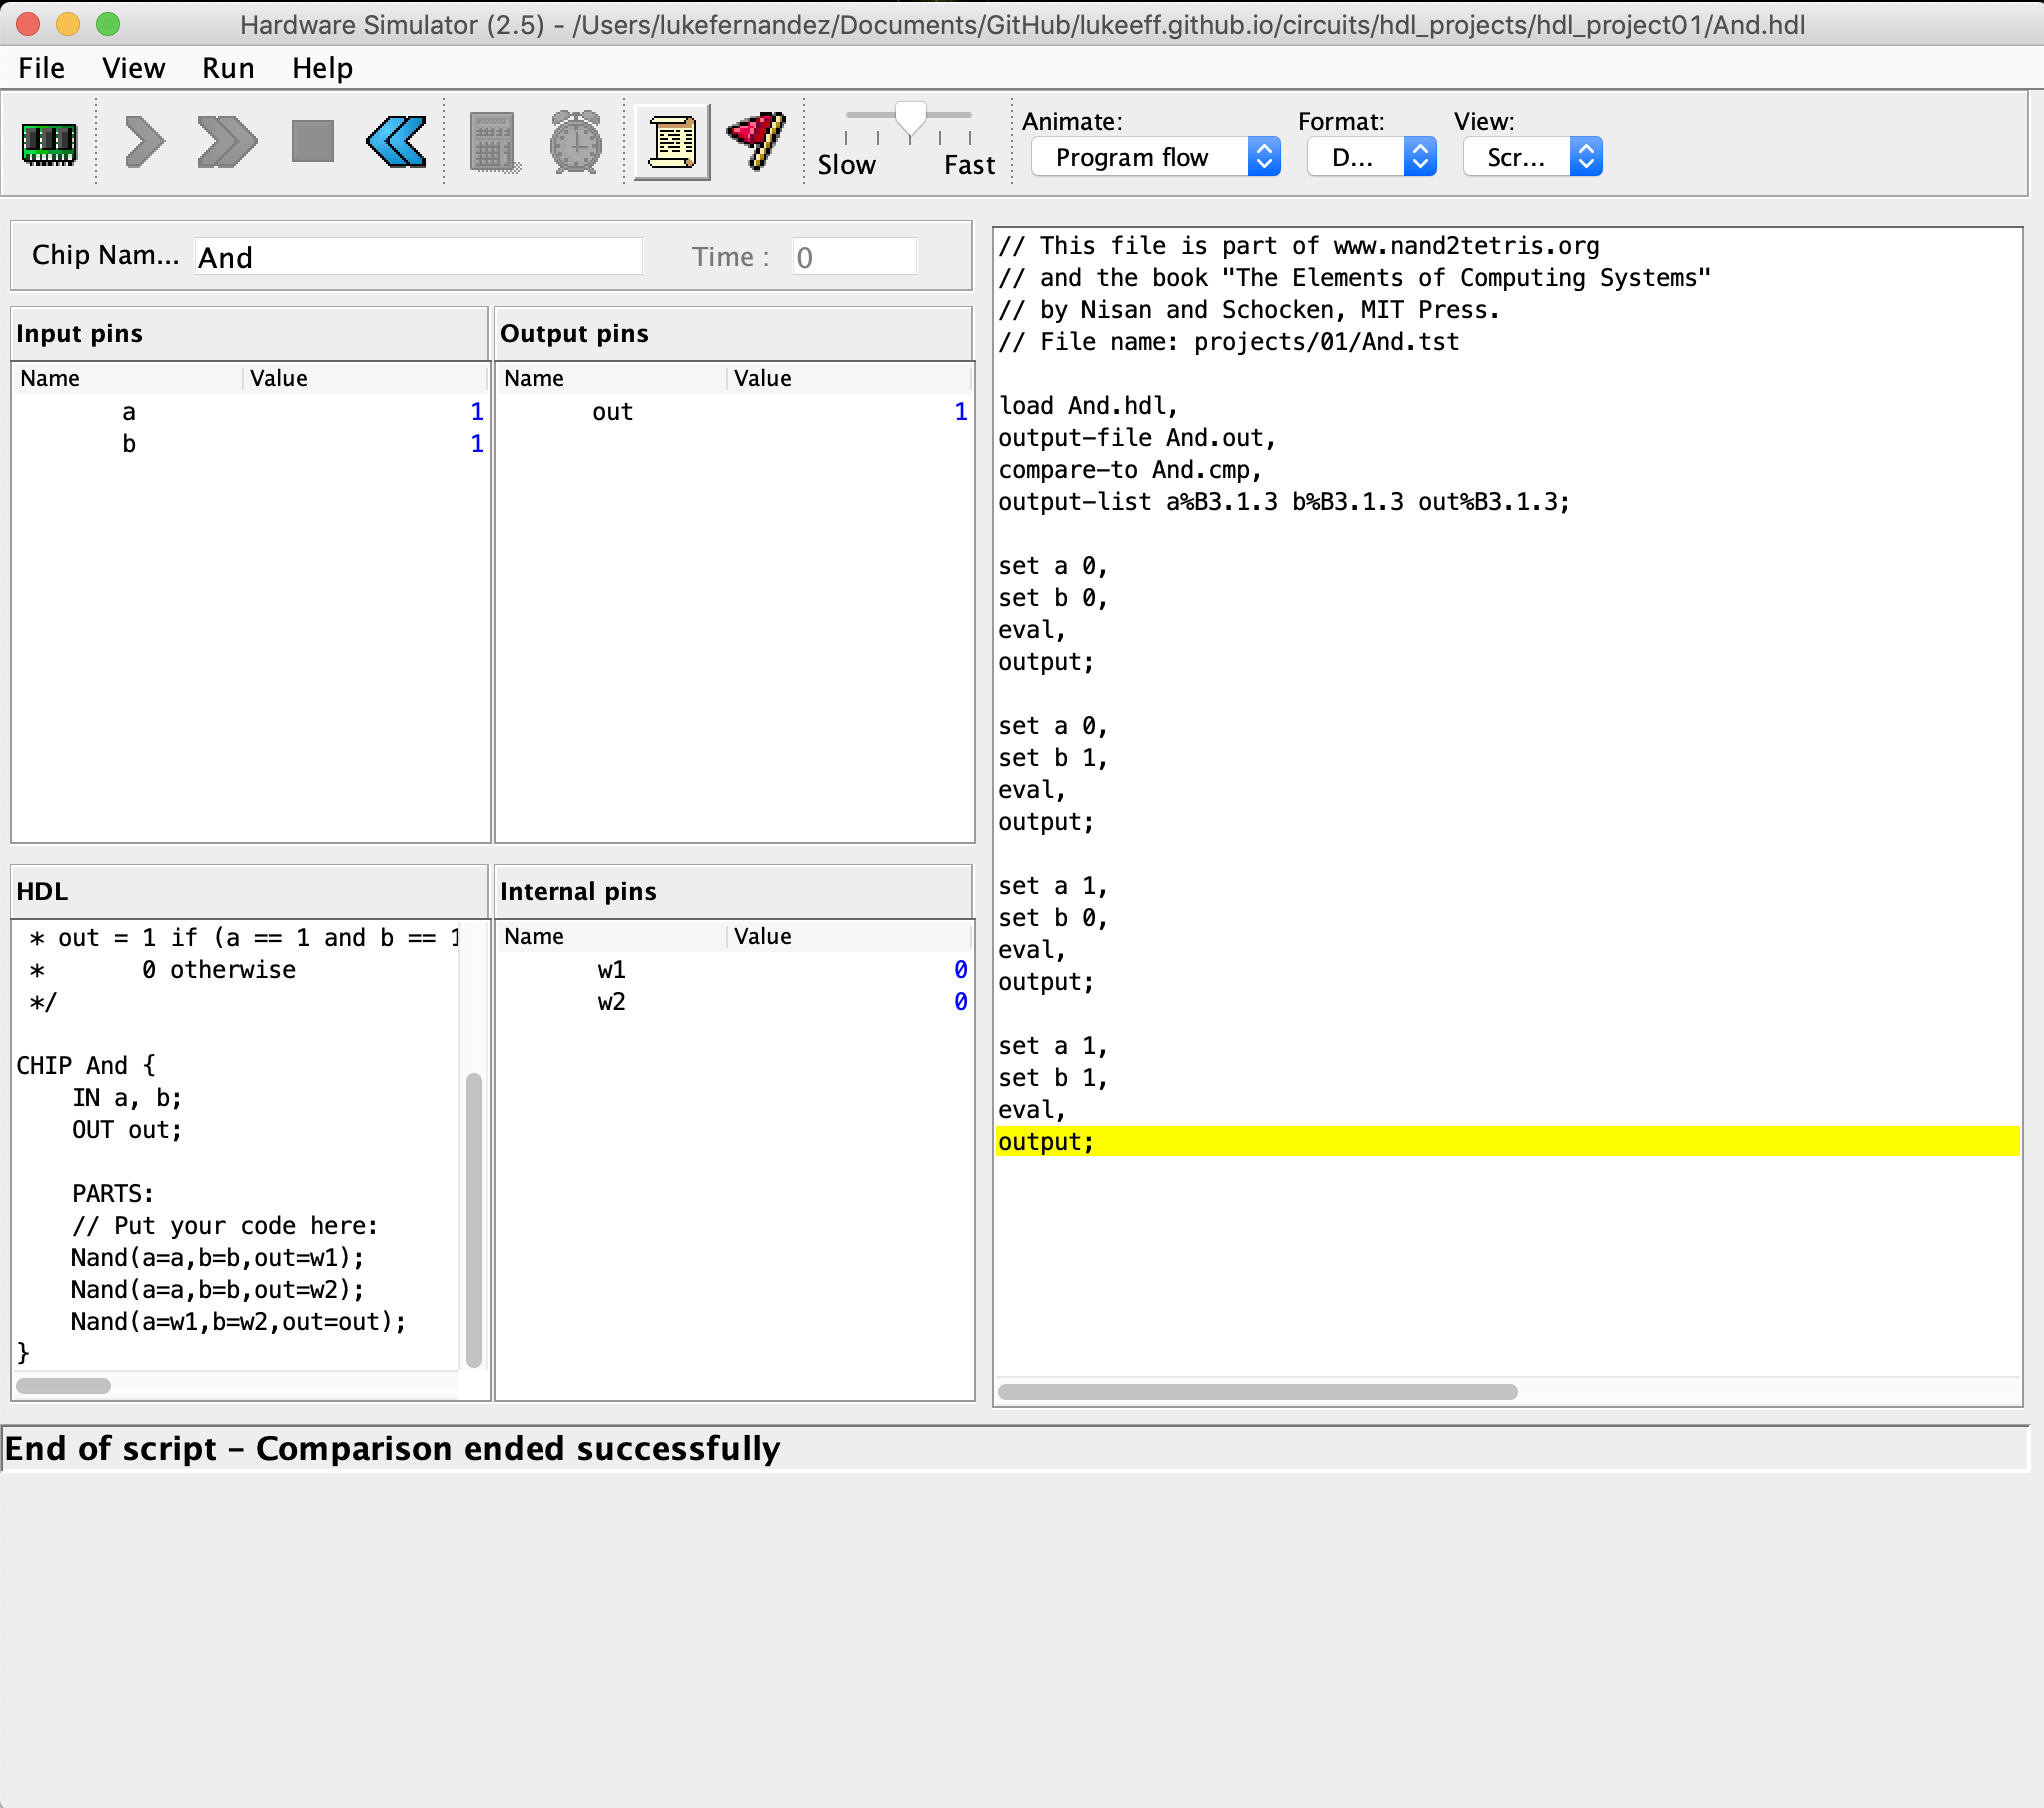 Hardware Simulator (2.5) - /Users/lukefernandez/Documents/GitHub/lukeeff.github.io/circuits/hdl_projects/hdl_project01/And.hdl
File View Run Help
Slow Fast
Animate: Format: View:
Program flow D... Scr...
Chip Nam... And Time : 0
Input pins
Name Value
a 1
b 1
Output pins
Name Value
out 1
HDL
* out = 1 if (a == 1 and b == 1
* 0 otherwise
*/
CHIP And {
IN a, b;
OUT out;
PARTS:
// Put your code here:
Nand(a=a,b=b,out=w1);
Nand(a=a,b=b,out=w2);
Nand(a=w1,b=w2,out=out);
}
Internal pins
Name Value
w1 0
w2 0
// This file is part of www.nand2tetris.org
// and the book "The Elements of Computing Systems"
// by Nisan and Schocken, MIT Press.
// File name: projects/01/And.tst
load And.hdl,
output-file And.out,
compare-to And.cmp,
output-list a%B3.1.3 b%B3.1.3 out%B3.1.3;
set a 0,
set b 0,
eval,
output;
set a 0,
set b 1,
eval,
output;
set a 1,
set b 0,
eval,
output;
set a 1,
set b 1,
eval,
output;
End of script - Comparison ended successfully